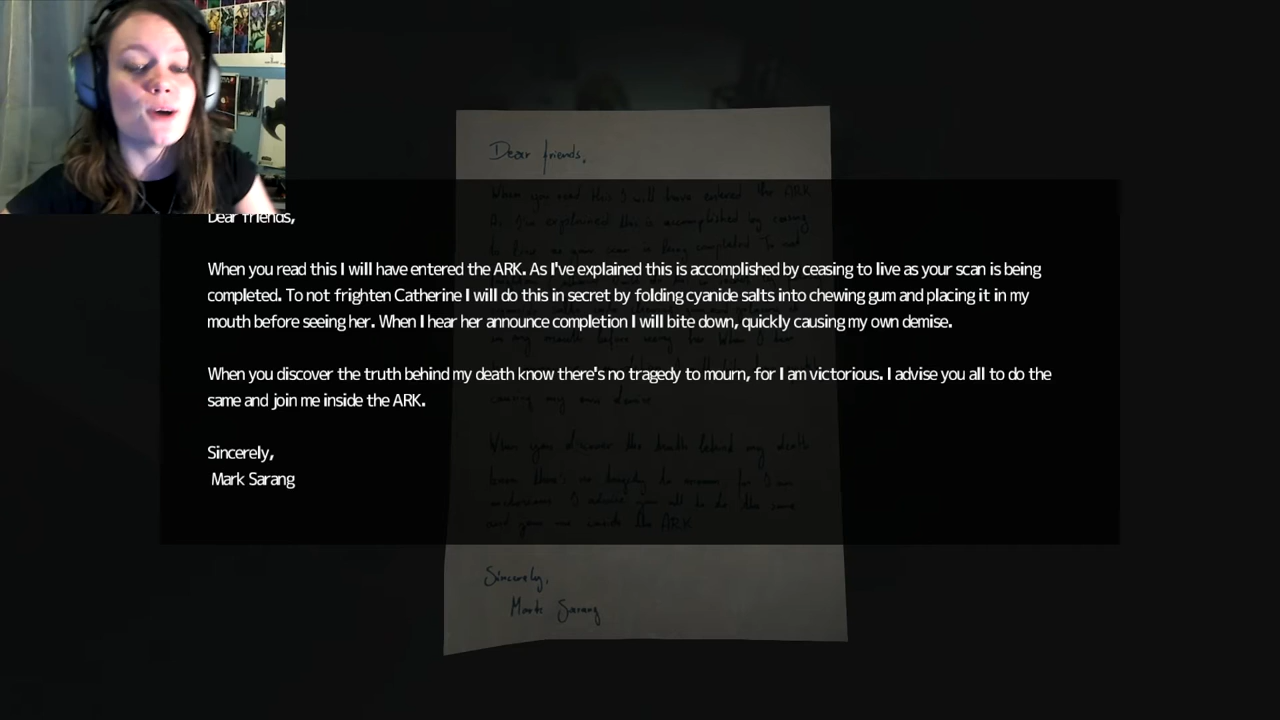 Dear friends,
Dear friends,
When you read this I will have entered the ARK. As I've explained this is accomplished by ceasing to live as your scan is being
completed. To not frighten Catherine I will do this in secret by folding cyanide salts into chewing gum and placing it in my
mouth before seeing her. When I hear her announce completion I will bite down, quickly causing my own demise.
When you discover the truth behind my death know there's no tragedy to mourn, for I am victorious. I advise you all to do the
same and join me inside the ARK.
Sincerely,
Mark Sarang
Sincerely,
Mark Sarang